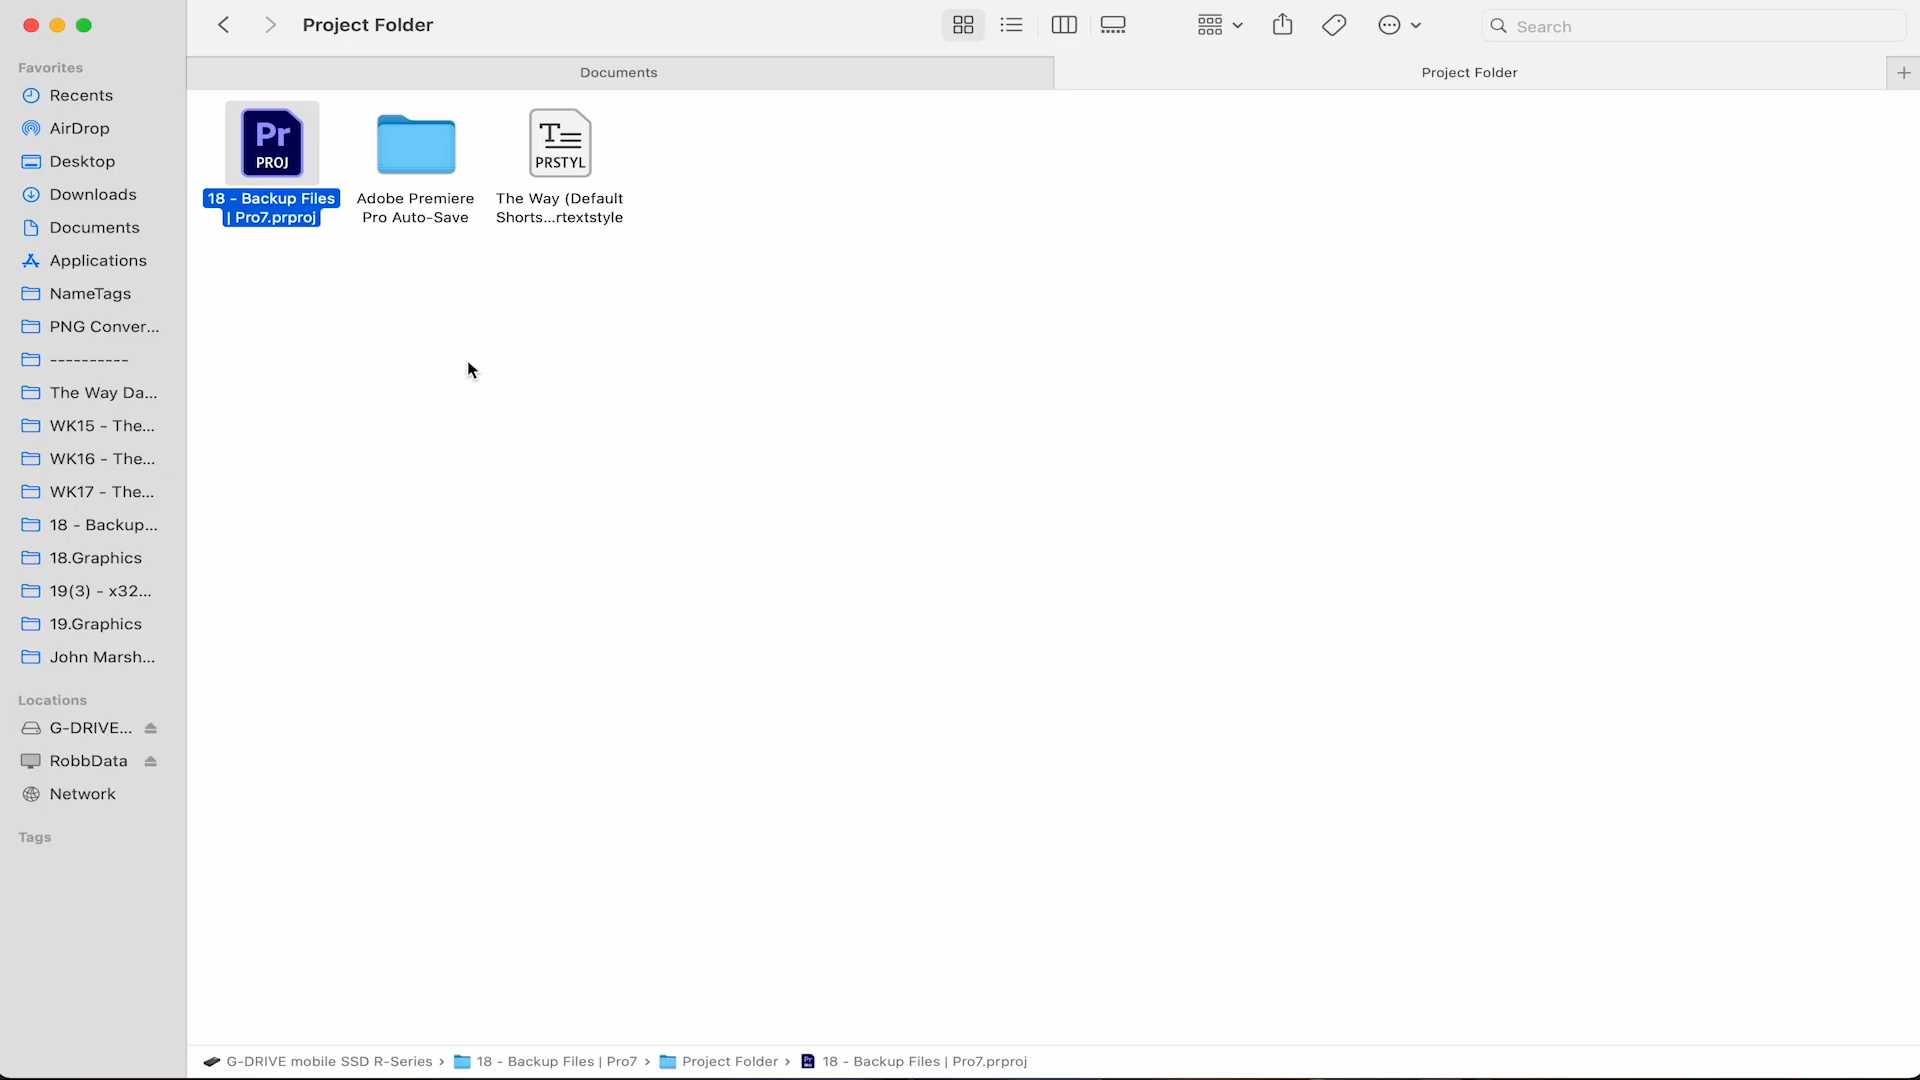 Project Folder
Search
Documents
Project Folder
Favorites
Recents
AirDrop
Desktop
Downloads
Documents
Applications
NameTags
PNG Conver...
----------
The Way Da...
WK15 - The...
WK16 - The...
WK17 - The...
18 - Backup...
18.Graphics
19(3) - x32...
19.Graphics
John Marsh...
Locations
G-DRIVE...
RobbData
Network
Tags
Pr
PROJ
18 - Backup Files
| Pro7.prproj
Adobe Premiere
Pro Auto-Save
T
PRSTYL
The Way (Default
Shorts...rtextstyle
G-DRIVE mobile SSD R-Series › 18 - Backup Files | Pro7 › Project Folder › 18 - Backup Files | Pro7.prproj